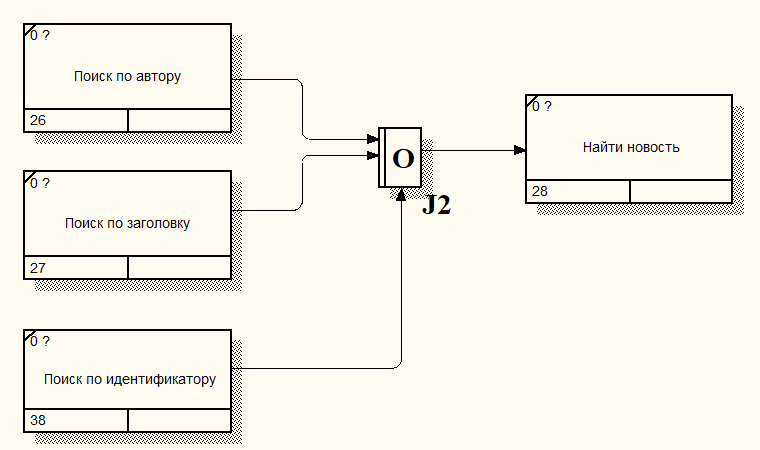 0 ?
Поиск по автору
26
0 ?
Поиск по заголовку
27
0 ?
Поиск по идентификатору
38
O
J2
0 ?
Найти новость
28